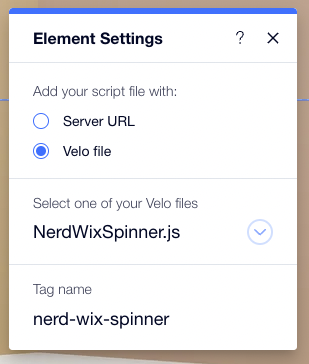 Element Settings ?
Add your script file with:
Server URL
Velo file
Select one of your Velo files
NerdWixSpinner.js
Tag name
nerd-wix-spinner